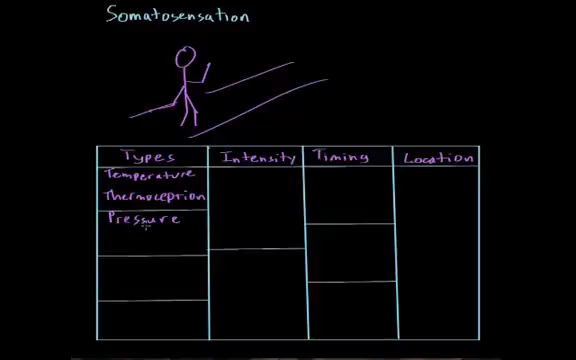 Somatosensation
Types Intensity Timing Location
Temperature
Thermoception
Pressure